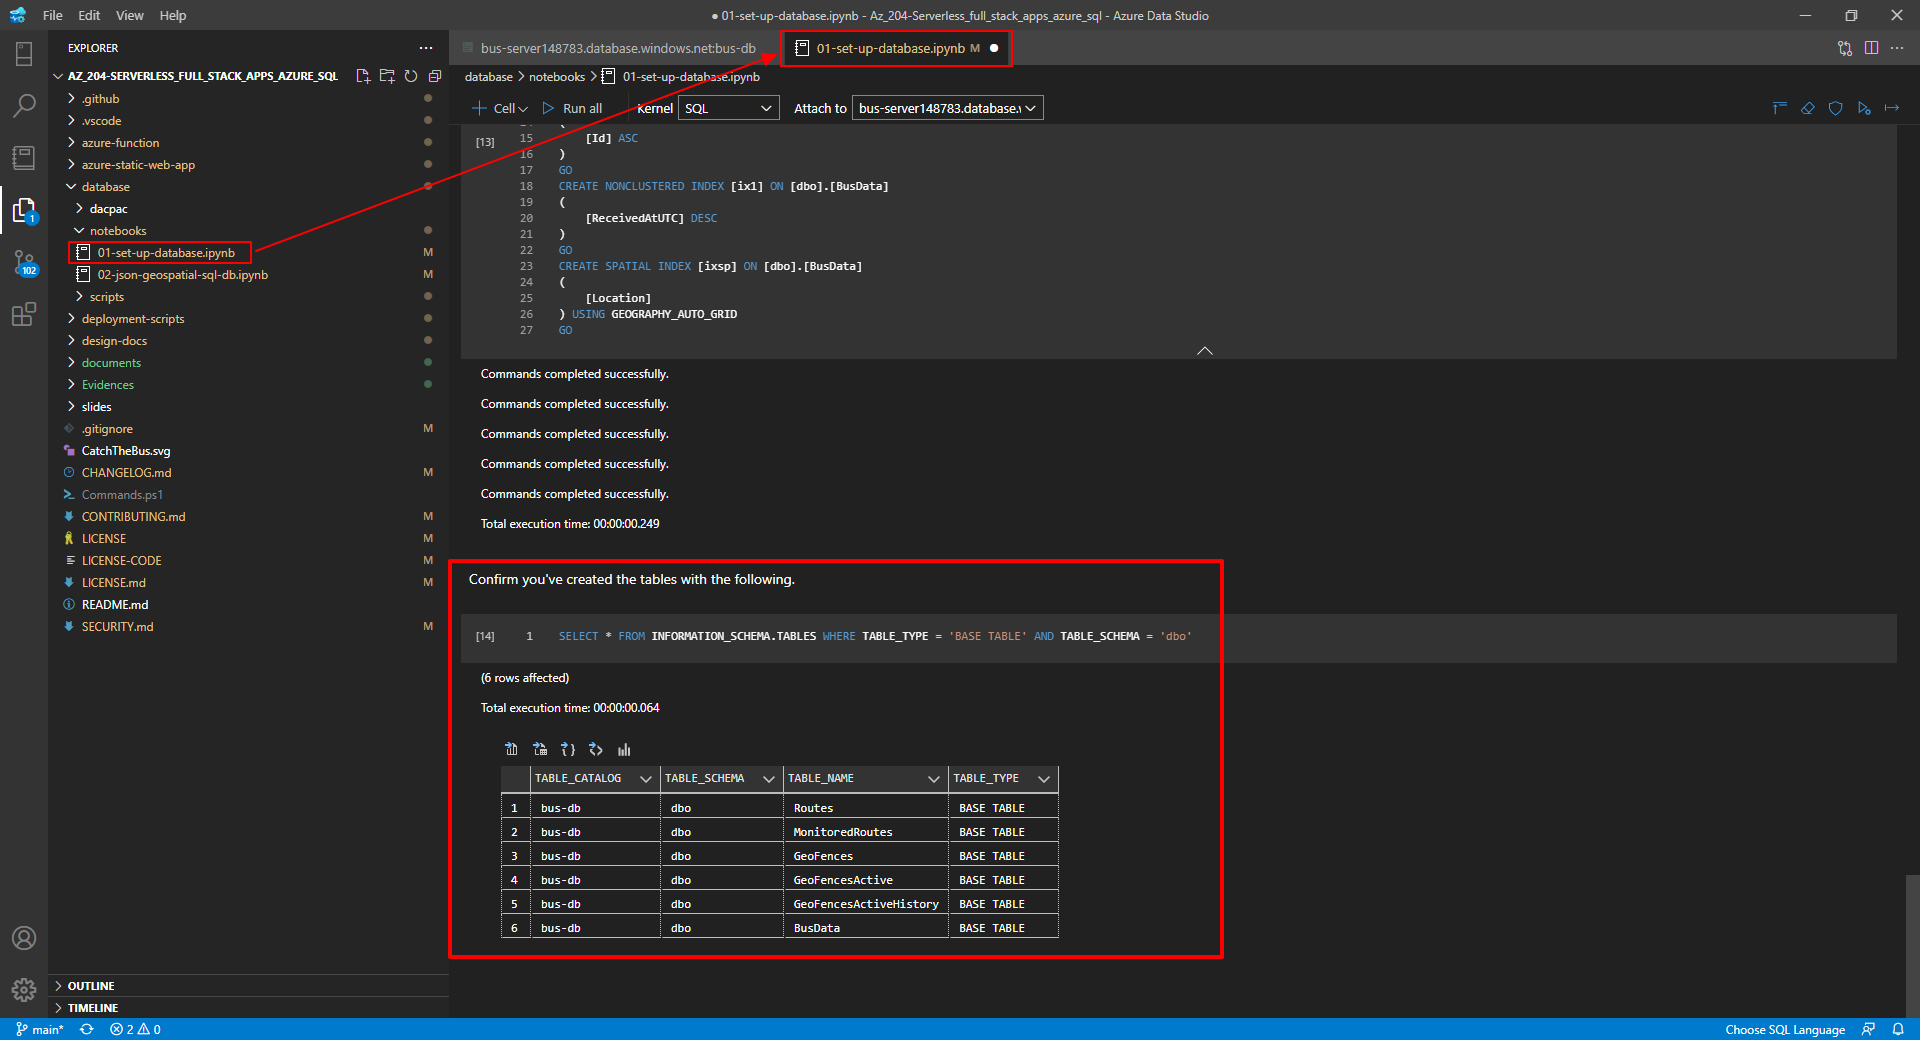 File Edit View Help
● 01-set-up-database.ipynb - Az_204-Serverless_full_stack_apps_azure_sql - Azure Data Studio
EXPLORER
AZ_204-SERVERLESS_FULL_STACK_APPS_AZURE_SQL
.github
.vscode
azure-function
azure-static-web-app
database
dacpac
notebooks
01-set-up-database.ipynb M
02-json-geospatial-sql-db.ipynb M
scripts
deployment-scripts
design-docs
documents
Evidences
slides
.gitignore M
CatchTheBus.svg
CHANGELOG.md M
Commands.ps1
CONTRIBUTING.md M
LICENSE M
LICENSE-CODE M
LICENSE.md M
README.md
SECURITY.md M
OUTLINE
TIMELINE
1
102
bus-server148783.database.windows.net:bus-db
01-set-up-database.ipynb M
database > notebooks > 01-set-up-database.ipynb
Cell Run all Kernel SQL Attach to bus-server148783.database.
[13]
15 [Id] ASC
16 )
17 GO
18 CREATE NONCLUSTERED INDEX [ix1] ON [dbo].[BusData]
19 (
20 [ReceivedAtUTC] DESC
21 )
22 GO
23 CREATE SPATIAL INDEX [ixsp] ON [dbo].[BusData]
24 (
25 [Location]
26 ) USING GEOGRAPHY_AUTO_GRID
27 GO
Commands completed successfully.
Commands completed successfully.
Commands completed successfully.
Commands completed successfully.
Commands completed successfully.
Total execution time: 00:00:00.249
Confirm you've created the tables with the following.
[14] 1 SELECT * FROM INFORMATION_SCHEMA.TABLES WHERE TABLE_TYPE = 'BASE TABLE' AND TABLE_SCHEMA = 'dbo'
(6 rows affected)
Total execution time: 00:00:00.064
TABLE_CATALOG TABLE_SCHEMA TABLE_NAME TABLE_TYPE
1 bus-db dbo Routes BASE TABLE
2 bus-db dbo MonitoredRoutes BASE TABLE
3 bus-db dbo GeoFences BASE TABLE
4 bus-db dbo GeoFencesActive BASE TABLE
5 bus-db dbo GeoFencesActiveHistory BASE TABLE
6 bus-db dbo BusData BASE TABLE
main* 2 0
Choose SQL Language